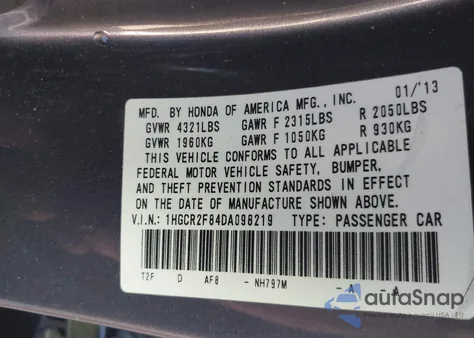 01/'13
MFD. BY HONDA OF AMERICA MFG., INC.
GVWR 4321LBS GAWR F 2315LBS R 2050LBS
GVWR 1960KG GAWR F 1050KG R 930KG
THIS VEHICLE CONFORMS TO ALL APPLICABLE
FEDERAL MOTOR VEHICLE SAFETY, BUMPER,
AND THEFT PREVENTION STANDARDS IN EFFECT
ON THE DATE OF MANUFACTURE SHOWN ABOVE.
V.I.N.: 1HGCR2F84DA098219 TYPE: PASSENGER CAR
T2F D AF8 - NH797M - A A
autoSnap